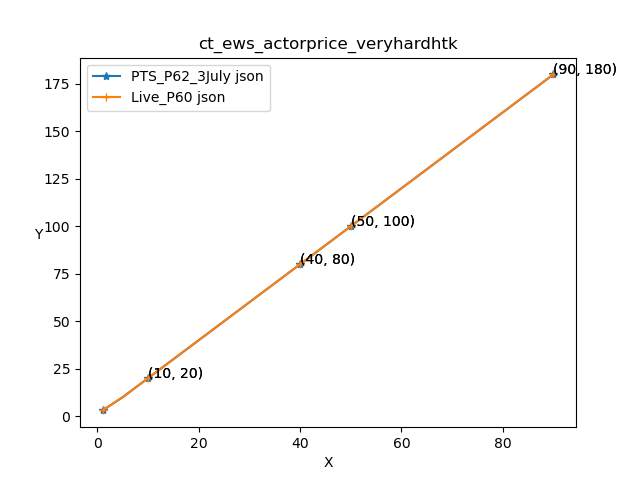 ct_ews_actorprice_veryhardhtk
PTS_P62_3July json
Live_P60 json
(90, 180)
175
150
125
(50, 100)
Y
100
(40, 80)
75
50
(10, 20)
25
0
0 20 40 60 80
X